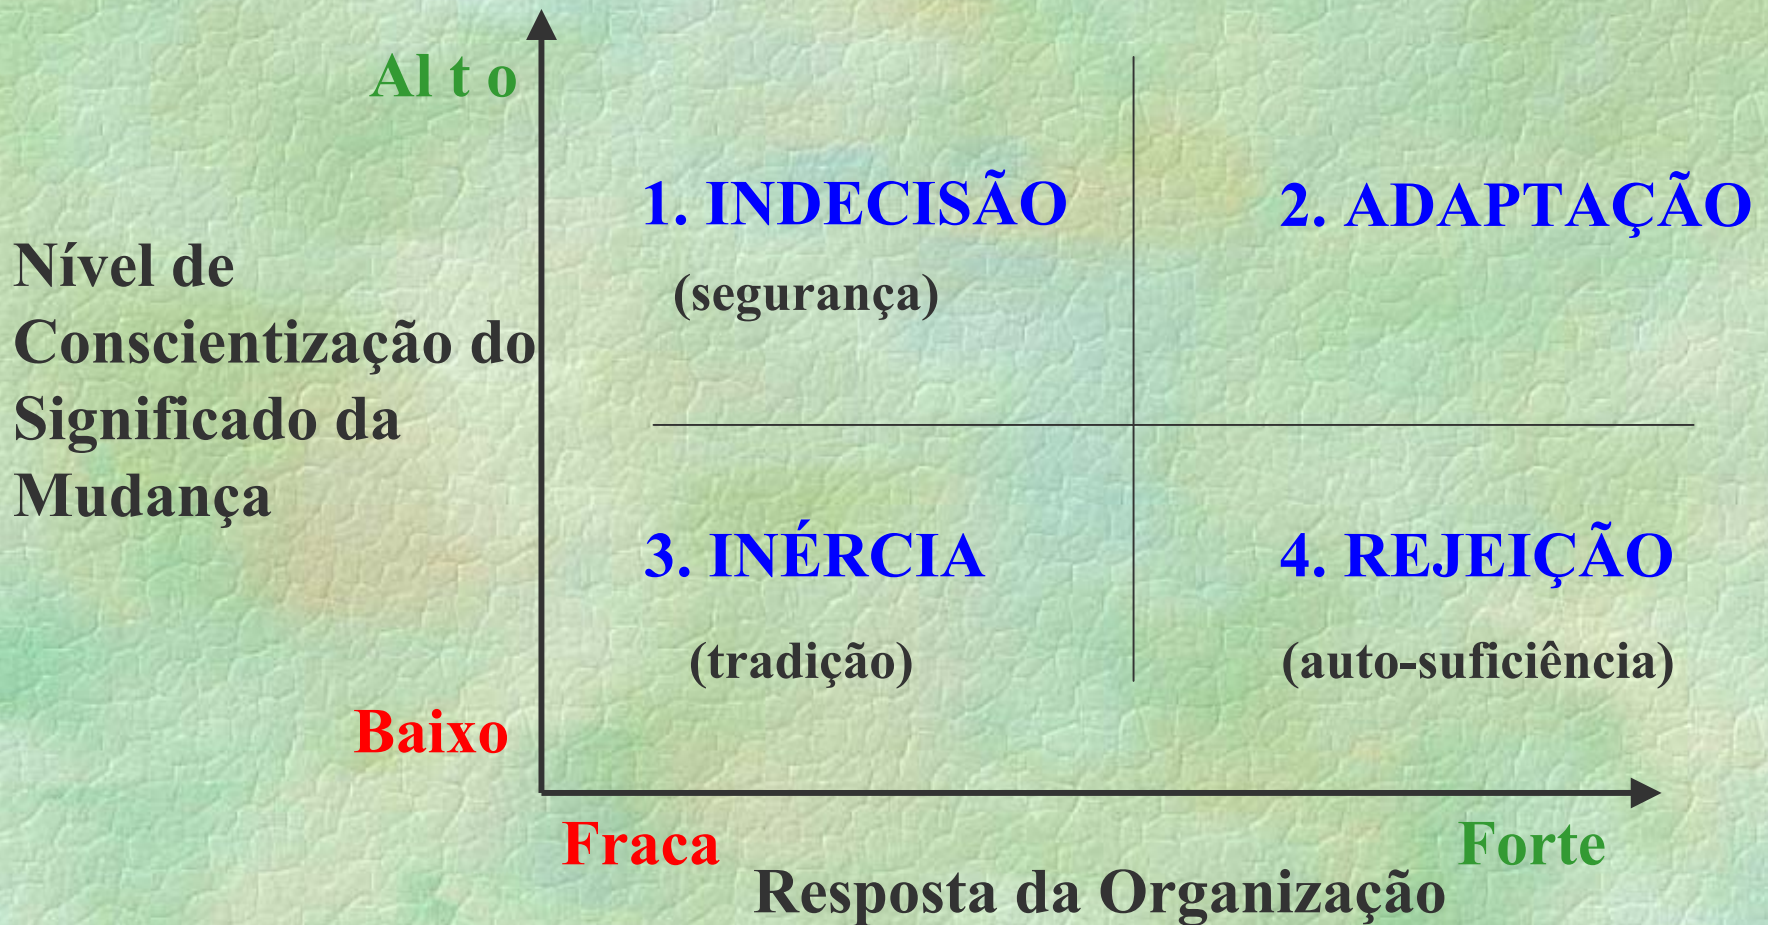 Al t o
1. INDECISÃO
2. ADAPTAÇÃO
(segurança)
Nível de
Conscientização do
Significado da
Mudança
3. INÉRCIA
4. REJEIÇÃO
(tradição)
(auto-suficiência)
Baixo
Fraca
Forte
Resposta da Organização